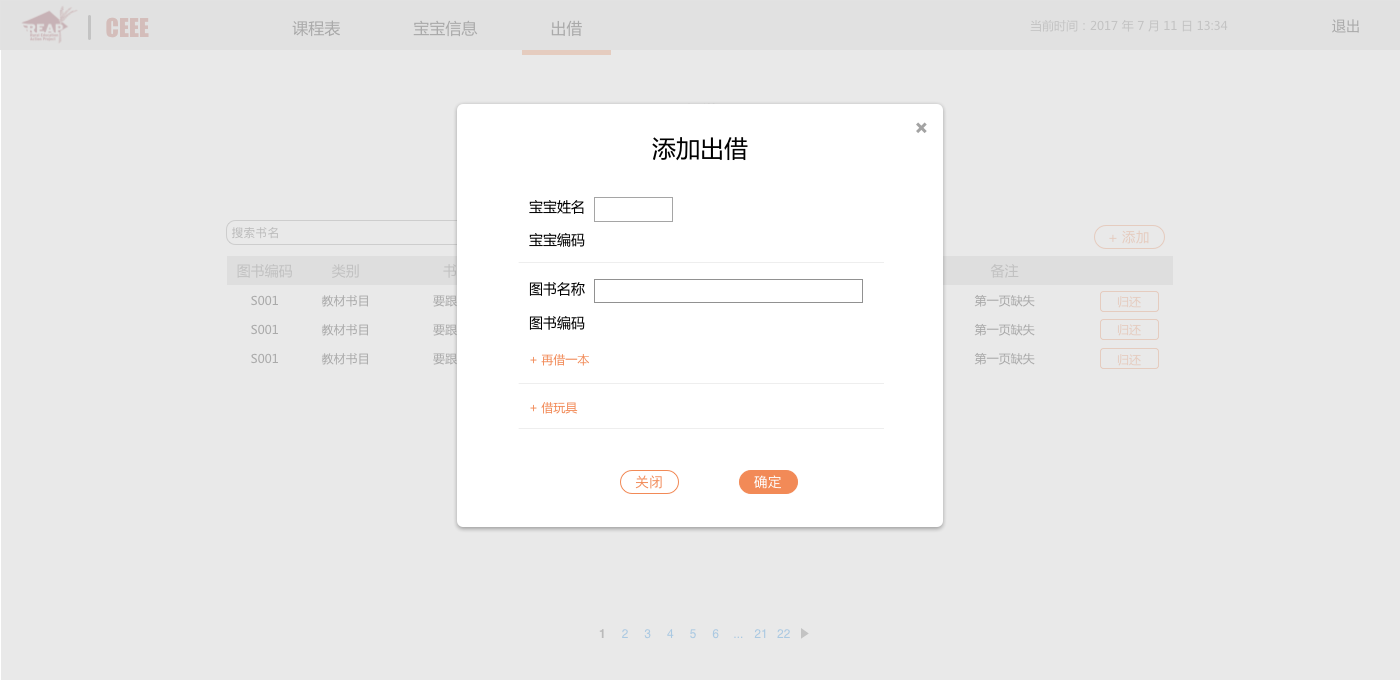 REAP
CEEE
课程表
宝宝信息
出借
当前时间：2017 年 7 月 11 日 13:34
退出
添加出借
宝宝姓名
宝宝编码
图书名称
图书编码
+ 再借一本
+ 借玩具
关闭
确定
搜索书名
+ 添加
图书编码 类别 书 备注
S001 教材书目 要跟 第一页缺失 归还
S001 教材书目 要跟 第一页缺失 归还
S001 教材书目 要跟 第一页缺失 归还
1 2 3 4 5 6 ... 21 22